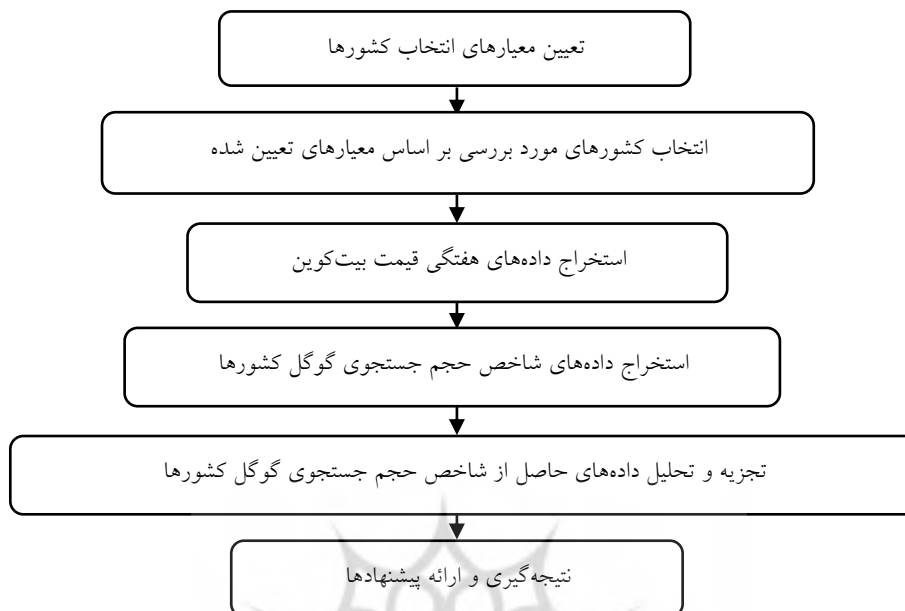 تعیین معیارهای انتخاب کشورها
انتخاب کشورهای مورد بررسی بر اساس معیارهای تعیین شده
استخراج داده‌های هفتگی قیمت بیت‌کوین
استخراج داده‌های شاخص حجم جستجوی گوگل کشورها
تجزیه و تحلیل داده‌های حاصل از شاخص حجم جستجوی گوگل کشورها
نتیجه‌گیری و ارائه پیشنهادها